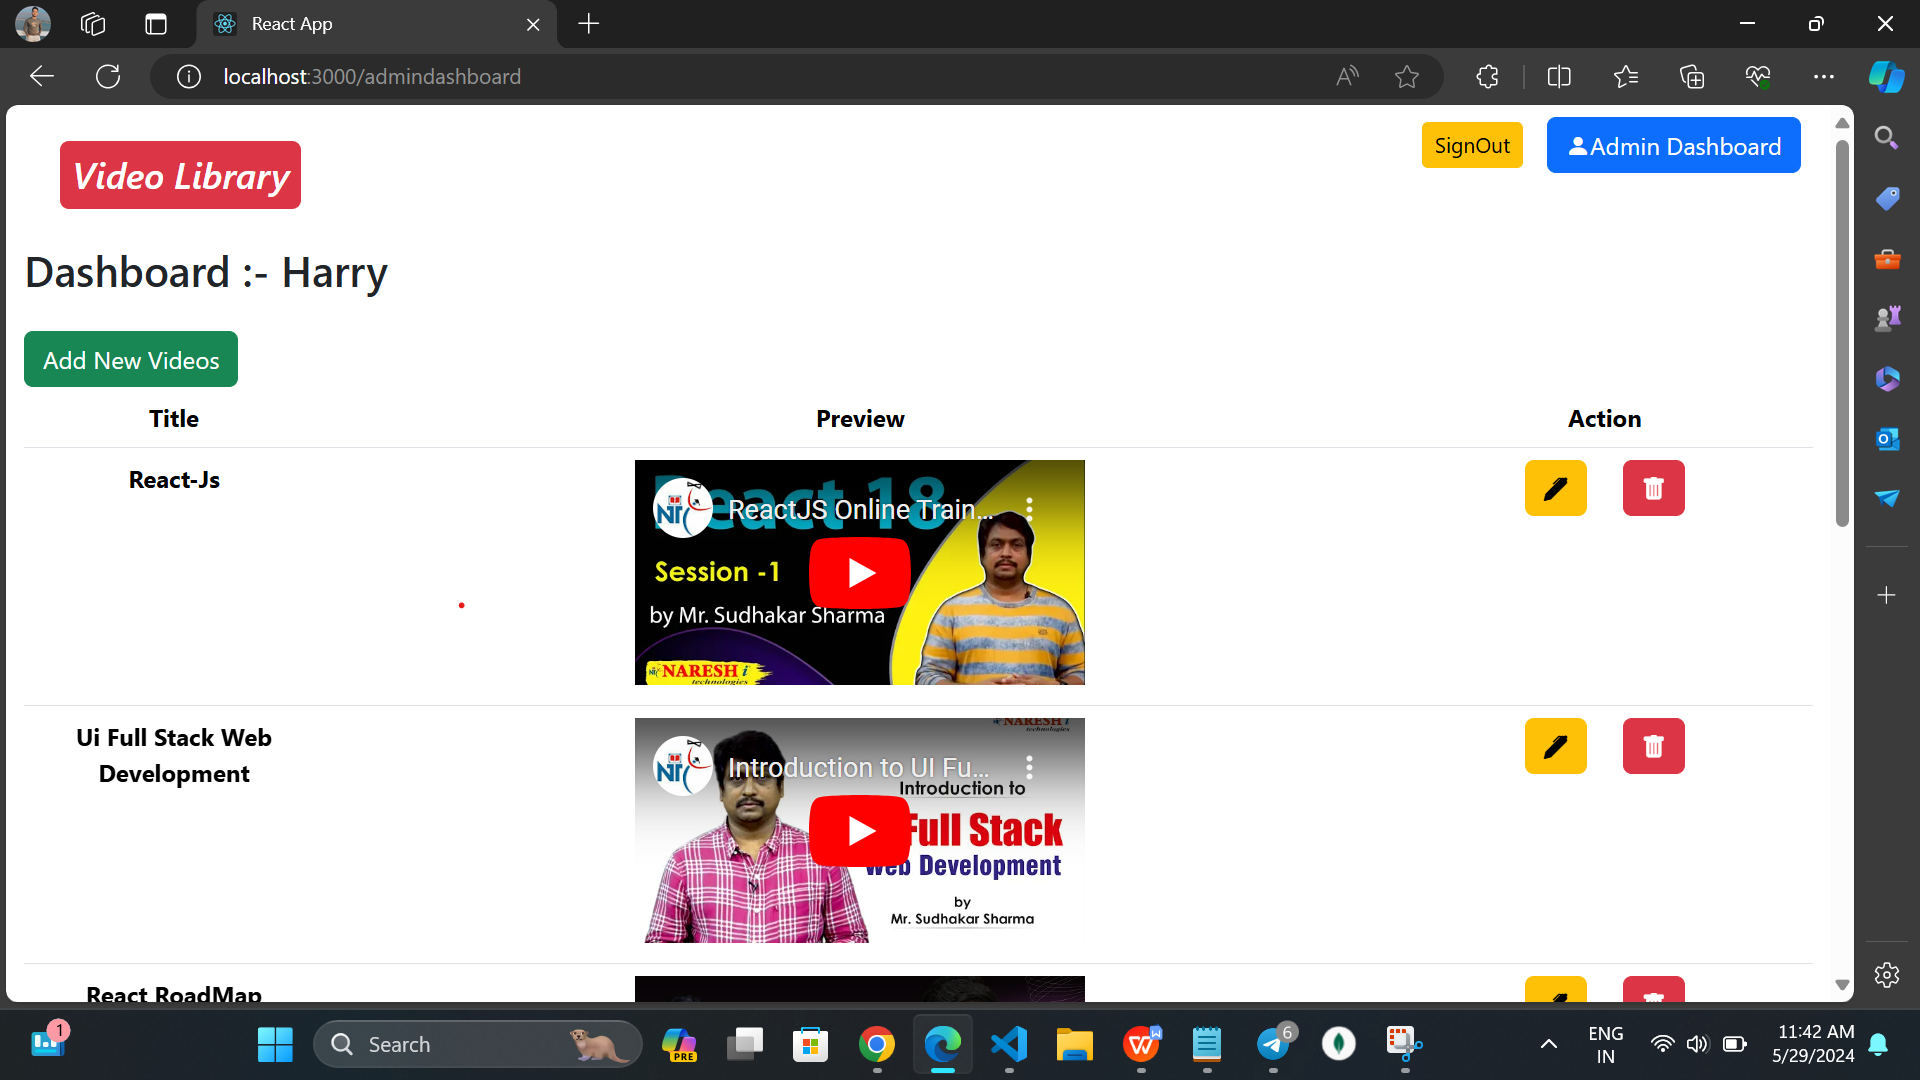 React App
localhost:3000/admindashboard
SignOut
Admin Dashboard
Video Library
Dashboard :- Harry
Add New Videos
Title Preview Action
React-Js
React 18
ReactJS Online Train...
Session -1
by Mr. Sudhakar Sharma
NARESH i
technologies
Ui Full Stack Web
Development
NARESH i
technologies
Introduction to UI Fu...
Introduction to
Full Stack
Web Development
by
Mr. Sudhakar Sharma
React RoadMap
1
Search
PRE
6
ENG
IN
11:42 AM
5/29/2024